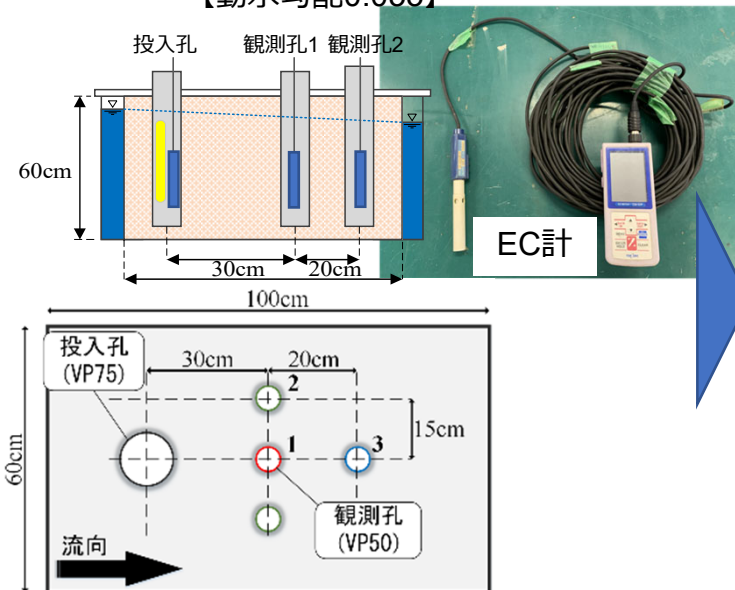 投入孔
観測孔1
観測孔2
60cm
30cm
20cm
EC計
100cm
投入孔
(VP75)
30cm
20cm
2
15cm
1
3
60cm
観測孔
(VP50)
流向